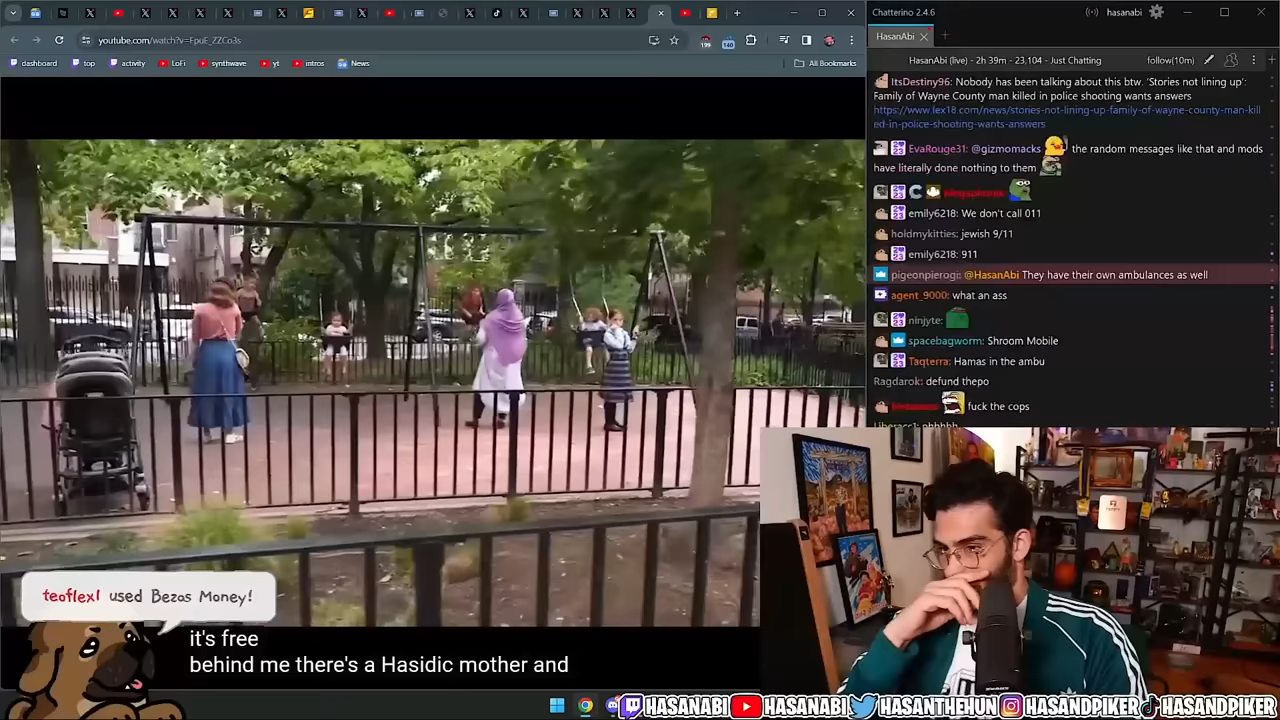 youtube.com/watch?v=FpuE_ZZCo3s
199
140
dashboard
top
activity
LoFi
synthwave
yt
intros
News
All Bookmarks
Chatterino 2.4.6
hasanabi
HasanAbi
HasanAbi (live) - 2h 39m - 23,104 - Just Chatting
follow(10m)
ItsDestiny96: Nobody has been talking about this btw. 'Stories not lining up':
Family of Wayne County man killed in police shooting wants answers
https://www.lex18.com/news/stories-not-lining-up-family-of-wayne-county-man-kill
ed-in-police-shooting-wants-answers
EvaRouge31: @gizmomacks the random messages like that and mods
have literally done nothing to them
emily6218: We don't call 011
holdmykitties: jewish 9/11
emily6218: 911
pigeonpierogi: @HasanAbi They have their own ambulances as well
agent_9000: what an ass
ninjyte:
spacebagworm: Shroom Mobile
Taqterra: Hamas in the ambu
Ragdarok: defund thepo
fuck the cops
teoflexl used Bezos Money!
it's free
behind me there's a Hasidic mother and
HASANABI
HASANABI
HASANTHEHUN
HASANDPIKER
HASANDPIKER